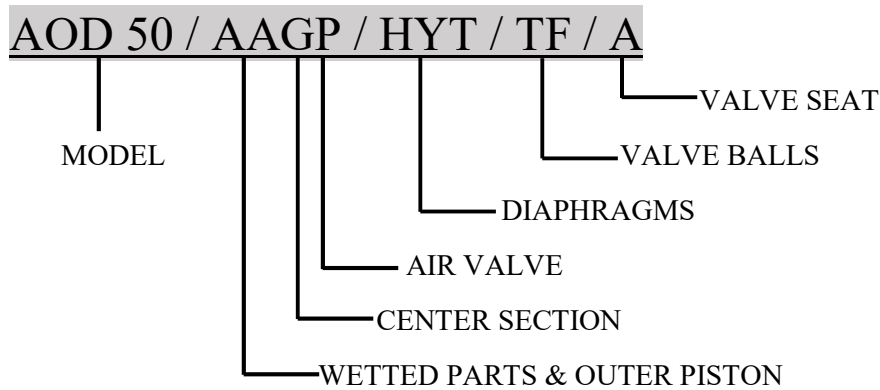 AOD 50 / AAGP / HYT / TF / A
VALVE SEAT
MODEL
VALVE BALLS
DIAPHRAGMS
AIR VALVE
CENTER SECTION
WETTED PARTS & OUTER PISTON